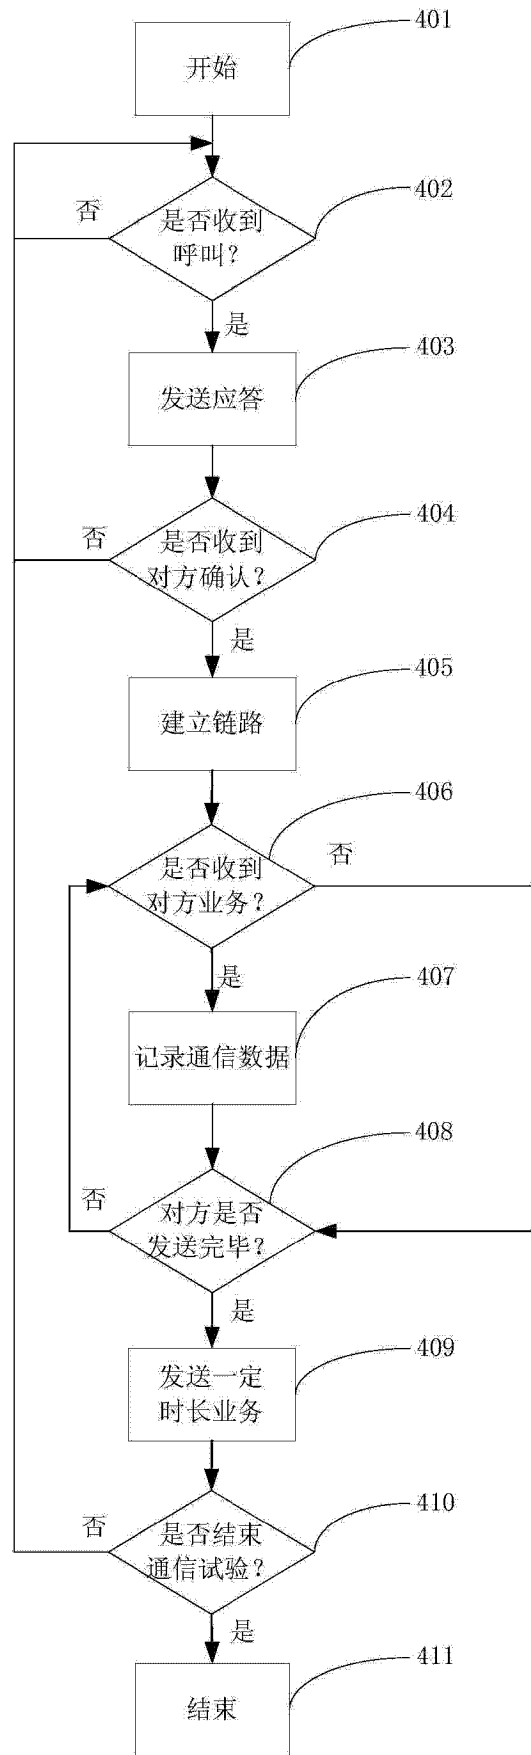 401
开始
否
402
是否收到
呼叫？
是
403
发送应答
404
否
是否收到
对方确认？
是
405
建立链路
406
否
是否收到
对方业务？
是
407
记录通信数据
408
否
对方是否
发送完毕？
是
409
发送一定
时长业务
410
否
是否结束
通信试验？
是
411
结束